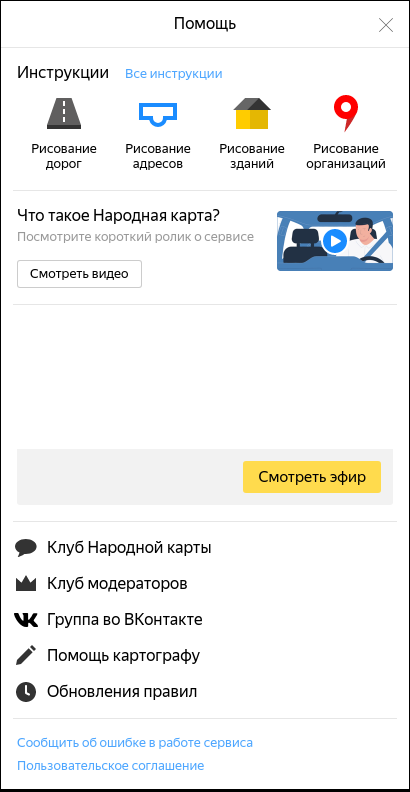 Помощь
Инструкции Все инструкции
Рисование дорог
Рисование адресов
Рисование зданий
Рисование организаций
Что такое Народная карта?
Посмотрите короткий ролик о сервисе
Смотреть видео
Смотреть эфир
Клуб Народной карты
Клуб модераторов
Группа во ВКонтакте
Помощь картографу
Обновления правил
Сообщить об ошибке в работе сервиса
Пользовательское соглашение